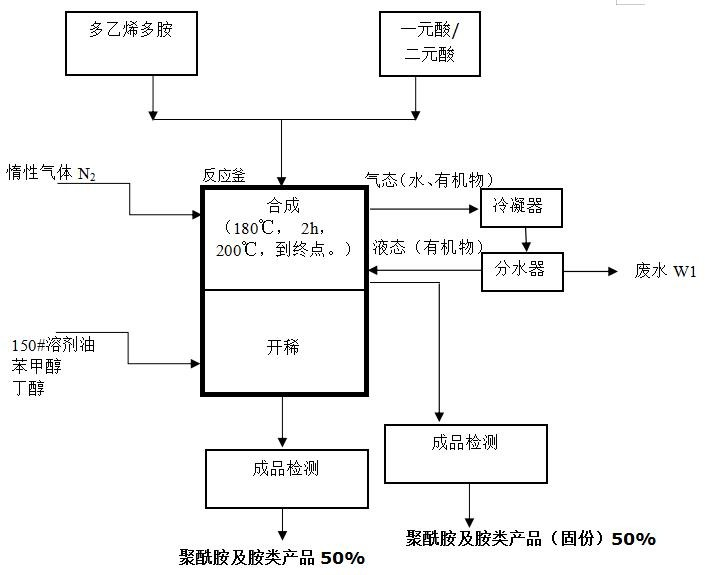 多乙烯多胺
一元酸/
二元酸
惰性气体 N2
反应釜
气态（水、有机物）
合成
（180℃， 2h，
200℃，到终点。）
冷凝器
液态（有机物）
分水器
废水 W1
150#溶剂油
苯甲醇
丁醇
开稀
成品检测
成品检测
聚酰胺及胺类产品 50%
聚酰胺及胺类产品（固份）50%